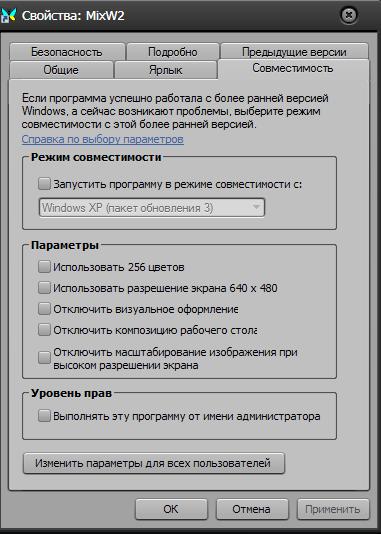 Свойства: MixW2
Безопасность
Подробно
Предыдущие версии
Общие
Ярлык
Совместимость
Если программа успешно работала с более ранней версией
Windows, а сейчас возникают проблемы, выберите режим
совместимости с этой более ранней версией.
Справка по выбору параметров
Режим совместимости
Запустить программу в режиме совместимости с:
Windows XP (пакет обновления 3)
Параметры
Использовать 256 цветов
Использовать разрешение экрана 640 x 480
Отключить визуальное оформление
Отключить композицию рабочего стола
Отключить масштабирование изображения при
высоком разрешении экрана
Уровень прав
Выполнять эту программу от имени администратора
Изменить параметры для всех пользователей
ОК
Отмена
Применить